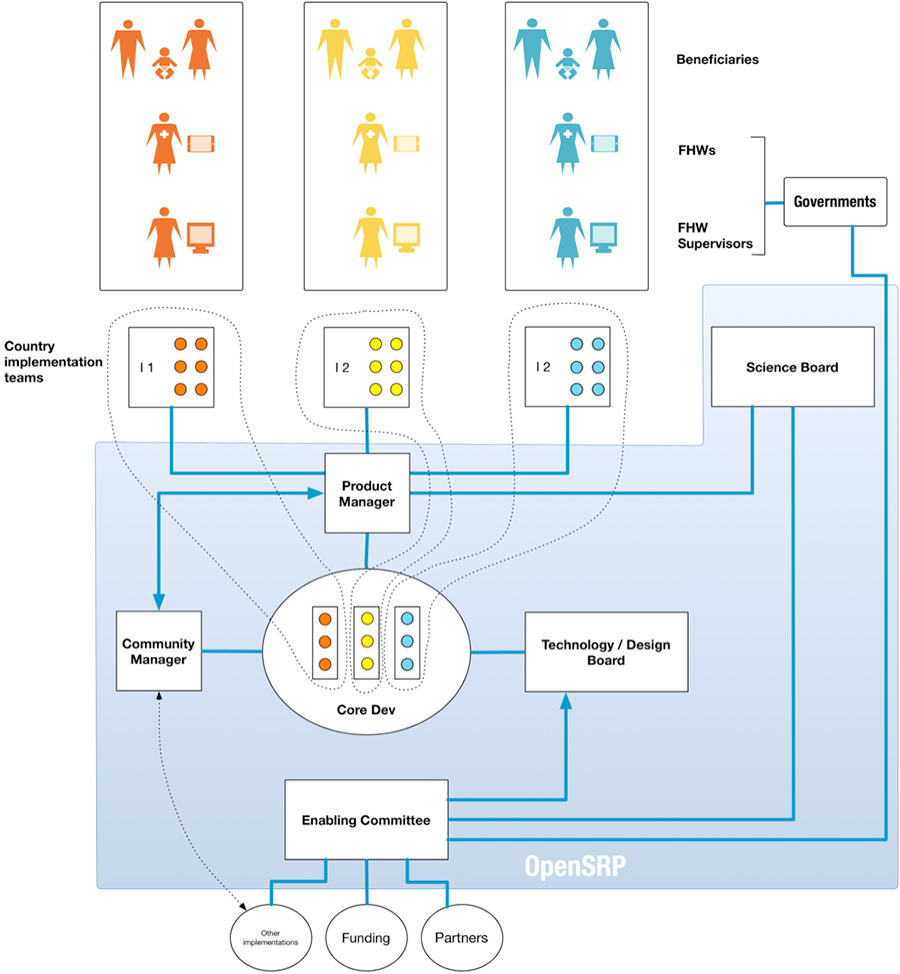 Beneficiaries
FHWs
Governments
FHW
Supervisors
Country
implementation
teams
I 1
I 2
I 2
Science Board
Product
Manager
Community
Manager
Technology / Design
Board
Core Dev
Enabling Committee
OpenSRP
Other
implementations
Funding
Partners